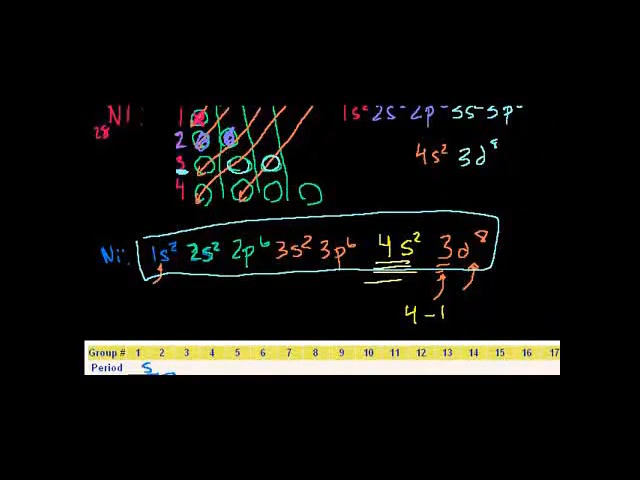 28Ni: 1 1s² 2s² 2p⁶ 3s² 3p⁶
2
3 4s² 3d⁸
4
Ni: 1s² 2s² 2p⁶ 3s² 3p⁶ 4s² 3d⁸
4-1
Group # 1 2 3 4 5 6 7 8 9 10 11 12 13 14 15 16 17
Period s